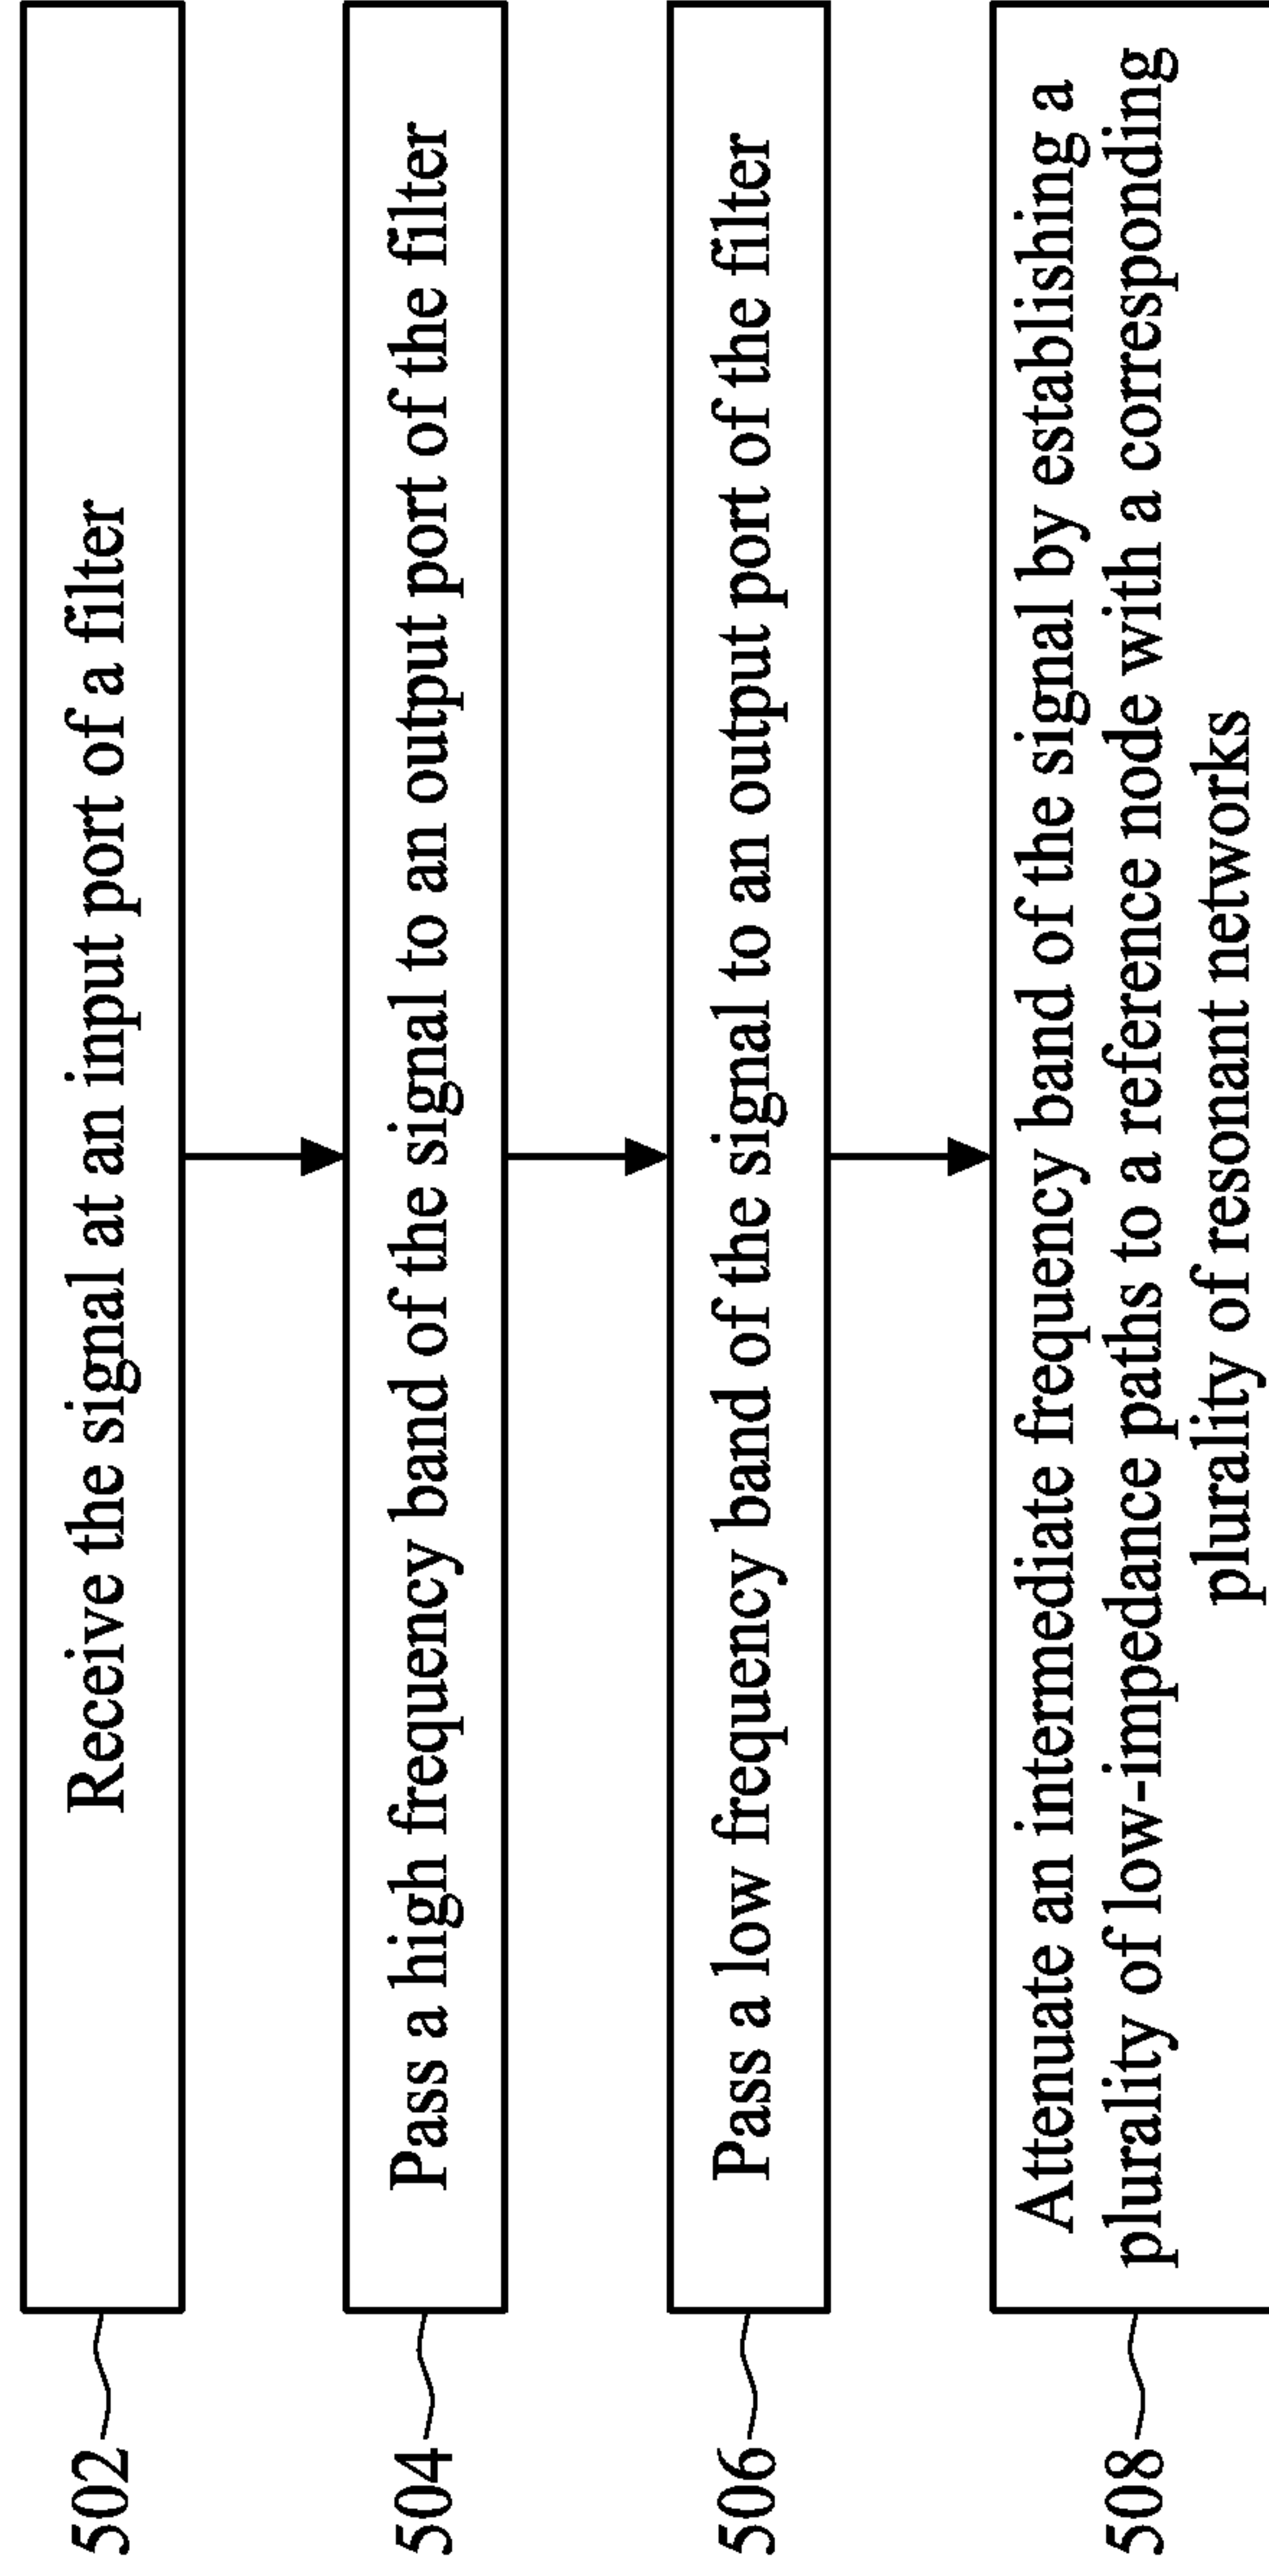 502
Receive the signal at an input port of a filter
504
Pass a high frequency band of the signal to an output port of the filter
506
Pass a low frequency band of the signal to an output port of the filter
508
Attenuate an intermediate frequency band of the signal by establishing a
plurality of low-impedance paths to a reference node with a corresponding
plurality of resonant networks